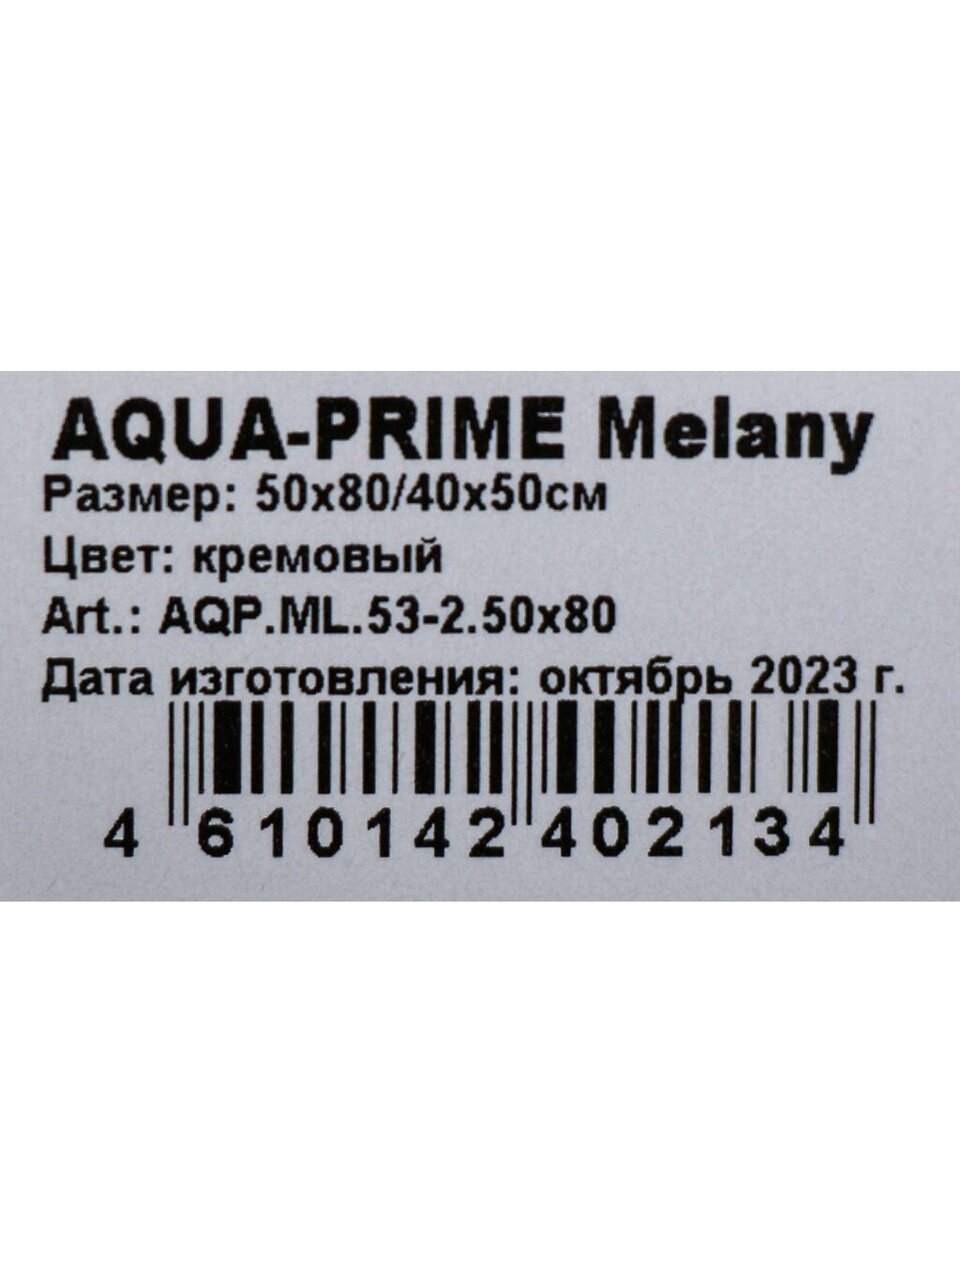 AQUA-PRIME Melany
Размер: 50x80/40x50см
Цвет: кремовый
Art.: AQP.ML.53-2.50x80
Дата изготовления: октябрь 2023 г.
4 610142 402134